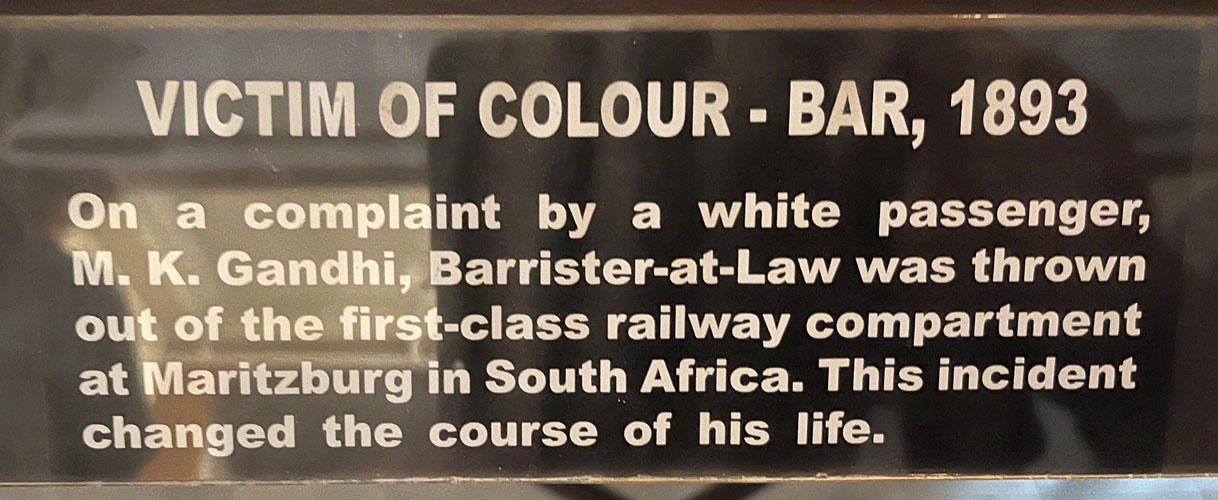 VICTIM OF COLOUR - BAR, 1893
On a complaint by a white passenger,
M. K. Gandhi, Barrister-at-Law was thrown
out of the first-class railway compartment
at Maritzburg in South Africa. This incident
changed the course of his life.